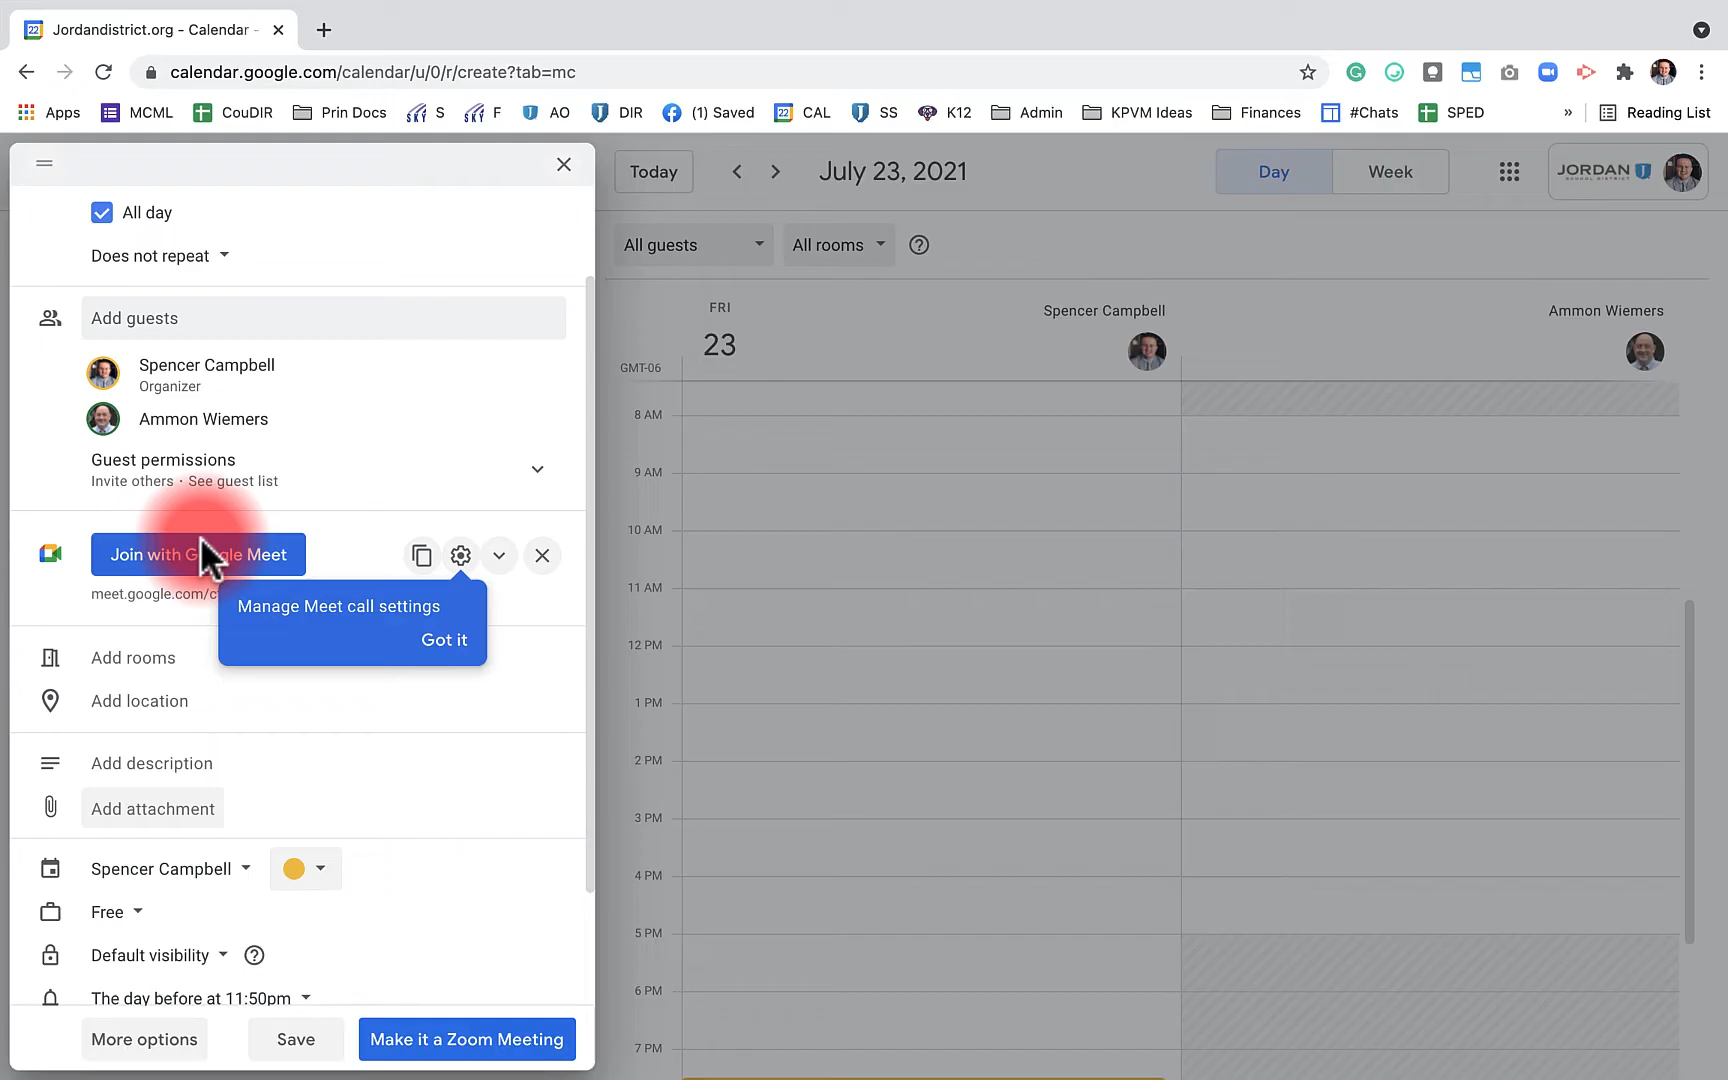 Jordandistrict.org - Calendar -
calendar.google.com/calendar/u/0/r/create?tab=mc
Apps MCML CouDIR Prin Docs S F AO DIR (1) Saved CAL SS K12 Admin KPVM Ideas Finances #Chats SPED » Reading List
Today July 23, 2021 Day Week JORDAN
SCHOOL DISTRICT
All day
Does not repeat
All guests All rooms
Add guests
Spencer Campbell
Organizer
Ammon Wiemers
Guest permissions
Invite others · See guest list
Join with Google Meet
meet.google.com/c
Manage Meet call settings
Got it
Add rooms
Add location
Add description
Add attachment
Spencer Campbell
Free
Default visibility
The day before at 11:50pm
More options Save Make it a Zoom Meeting
FRI
23
GMT-06
Spencer Campbell
Ammon Wiemers
8 AM
9 AM
10 AM
11 AM
12 PM
1 PM
2 PM
3 PM
4 PM
5 PM
6 PM
7 PM